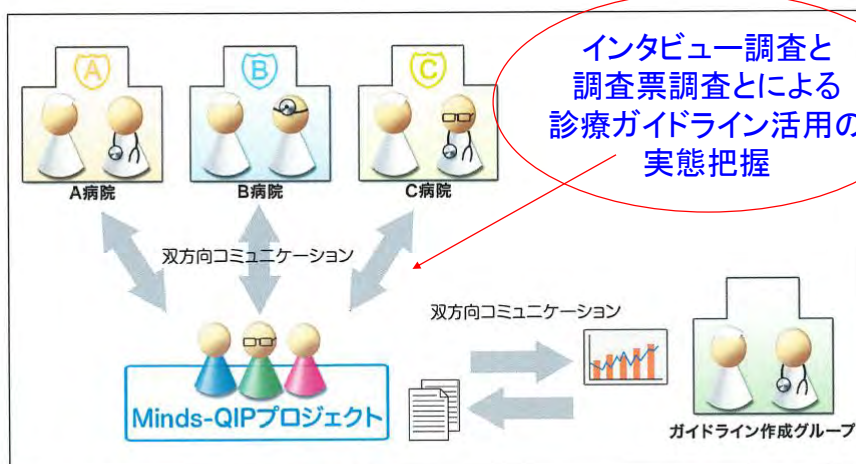 インタビュー調査と
調査票調査とによる
診療ガイドライン活用の
実態把握
A
B
C
A病院
B病院
C病院
双方向コミュニケーション
双方向コミュニケーション
Minds-QIPプロジェクト
ガイドライン作成グループ